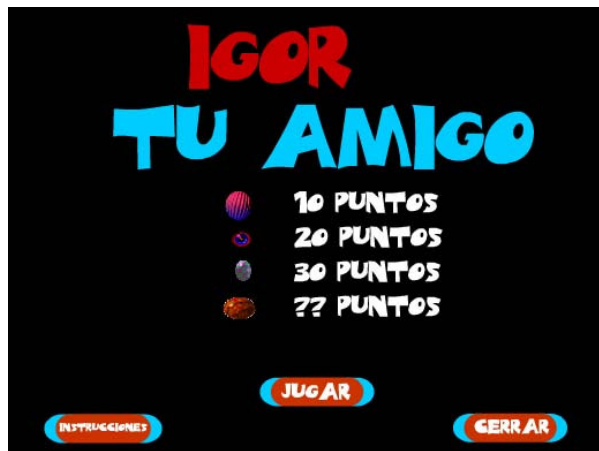 IGOR
TU AMIGO
10 PUNTOS
20 PUNTOS
30 PUNTOS
?? PUNTOS
JUGAR
INSTRUCCIONES
CERRAR